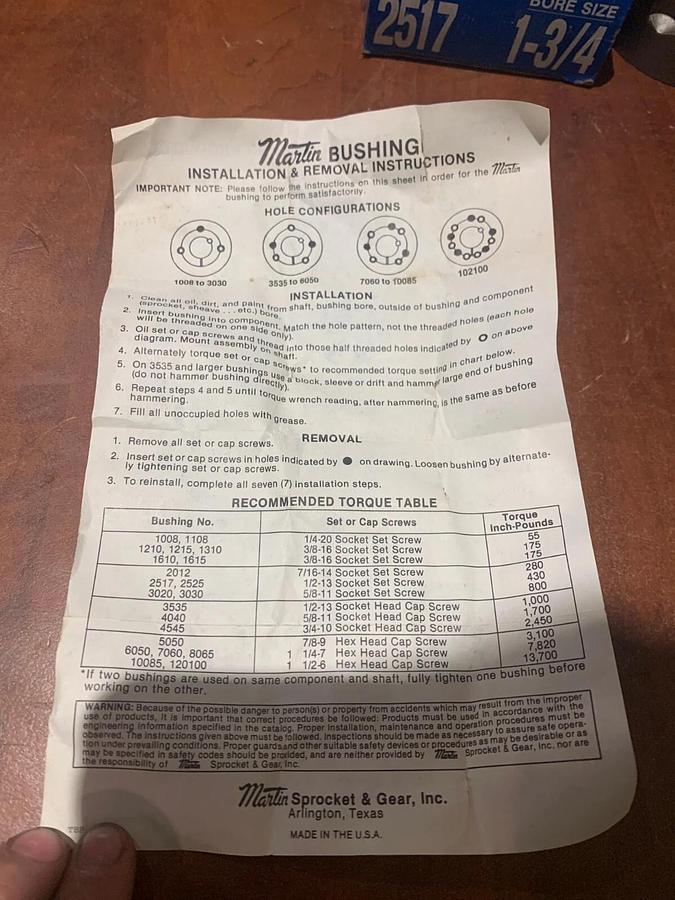 2517
BORE SIZE
1-3/4
Martin BUSHING
INSTALLATION & REMOVAL INSTRUCTIONS
IMPORTANT NOTE: Please follow the instructions on this sheet in order for the Martin
bushing to perform satisfactorily.
HOLE CONFIGURATIONS
1008 to 3030
3535 to 6050
7060 to 10085
102100
INSTALLATION
1. Clean all oil, dirt, and paint from shaft, bushing bore, outside of bushing and component
(sprocket, sheave . . . etc.) bore.
2. Insert bushing into component. Match the hole pattern, not the threaded holes (each hole
will be threaded on one side only).
3. Oil set or cap screws and thread into those half threaded holes indicated by O on above
diagram. Mount assembly on shaft.
4. Alternately torque set or cap screws* to recommended torque setting in chart below.
5. On 3535 and larger bushings use a block, sleeve or drift and hammer large end of bushing
(do not hammer bushing directly).
6. Repeat steps 4 and 5 until torque wrench reading, after hammering, is the same as before
hammering.
7. Fill all unoccupied holes with grease.
REMOVAL
1. Remove all set or cap screws.
2. Insert set or cap screws in holes indicated by ● on drawing. Loosen bushing by alternate-
ly tightening set or cap screws.
3. To reinstall, complete all seven (7) installation steps.
RECOMMENDED TORQUE TABLE
Bushing No. Set or Cap Screws Torque
Inch-Pounds
1008, 1108 1/4-20 Socket Set Screw 55
1210, 1215, 1310 3/8-16 Socket Set Screw 175
1610, 1615 3/8-16 Socket Set Screw 175
2012 7/16-14 Socket Set Screw 280
2517, 2525 1/2-13 Socket Set Screw 430
3020, 3030 5/8-11 Socket Set Screw 800
3535 1/2-13 Socket Head Cap Screw 1,000
4040 5/8-11 Socket Head Cap Screw 1,700
4545 3/4-10 Socket Head Cap Screw 2,450
5050 7/8-9 Hex Head Cap Screw 3,100
6050, 7060, 8065 1 1/4-7 Hex Head Cap Screw 7,820
10085, 120100 1 1/2-6 Hex Head Cap Screw 13,700
*If two bushings are used on same component and shaft, fully tighten one bushing before
working on the other.
WARNING: Because of the possible danger to person(s) or property from accidents which may result from the improper
use of products, it is important that correct procedures be followed: Products must be used in accordance with the
engineering information specified in the catalog. Proper installation, maintenance and operation procedures must be
observed. The instructions given above must be followed. Inspections should be made as necessary to assure safe opera-
tion under prevailing conditions. Proper guards and other suitable safety devices or procedures as may be desirable or as
may be specified in safety codes should be provided, and are neither provided by Martin Sprocket & Gear, Inc. nor are
the responsibility of Martin Sprocket & Gear, Inc.
Martin Sprocket & Gear, Inc.
Arlington, Texas
MADE IN THE U.S.A.